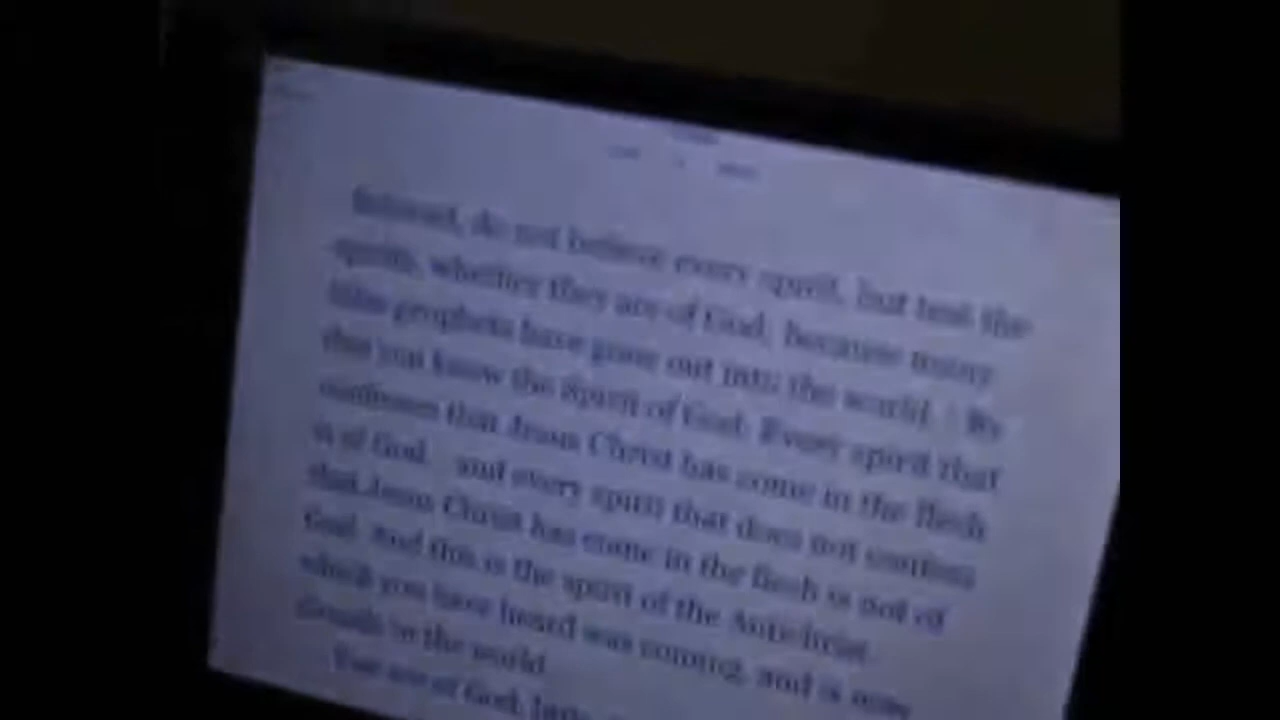 Beloved, do not believe every spirit, but test the
spirits, whether they are of God; because many
false prophets have gone out into the world. By
this you know the Spirit of God: Every spirit that
confesses that Jesus Christ has come in the flesh
is of God, and every spirit that does not confess
that Jesus Christ has come in the flesh is not of
God. And this is the spirit of the Antichrist,
which you have heard was coming, and is now
already in the world.
You are of God,